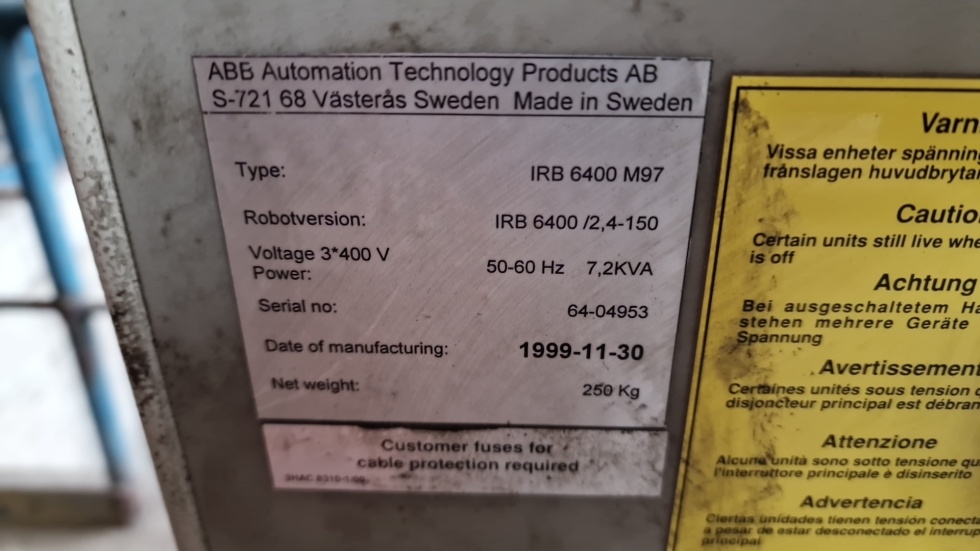 ABB Automation Technology Products AB
S-721 68 Västerås Sweden Made in Sweden
Type: IRB 6400 M97
Robotversion: IRB 6400 /2,4-150
Voltage 3*400 V
Power: 50-60 Hz 7,2KVA
Serial no: 64-04953
Date of manufacturing: 1999-11-30
Net weight: 250 Kg
Customer fuses for
cable protection required
Varn
Vissa enheter spänning
frånslagen huvudbrytar
Cautio
Certain units still live whe
is off
Achtung
Bei ausgeschaltetem Ha
stehen mehrere Geräte
Spannung
Avertissement
Certaines unités sous tension
disjoncteur principal est débran
Attenzione
Alcune unità sono sotto tensione qu
l'interruttore principale è disinserito
Advertencia
Ciertas unidades tienen tensión conect
a pesar de estar desconectado el interrup
principal